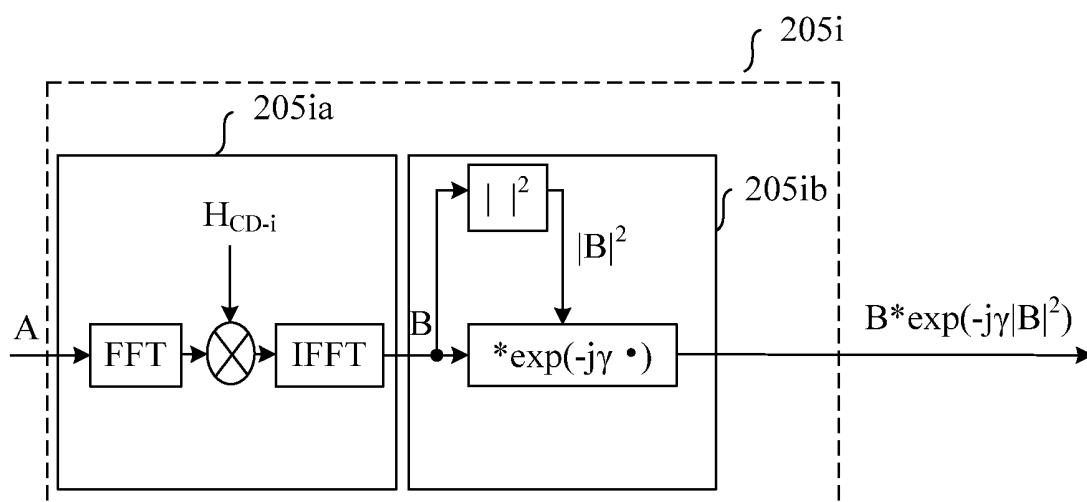 205i
205ia
205ib
| |²
H_CD-i
|B|²
A
FFT
IFFT
B
*exp(-jγ •)
B*exp(-jγ|B|²)